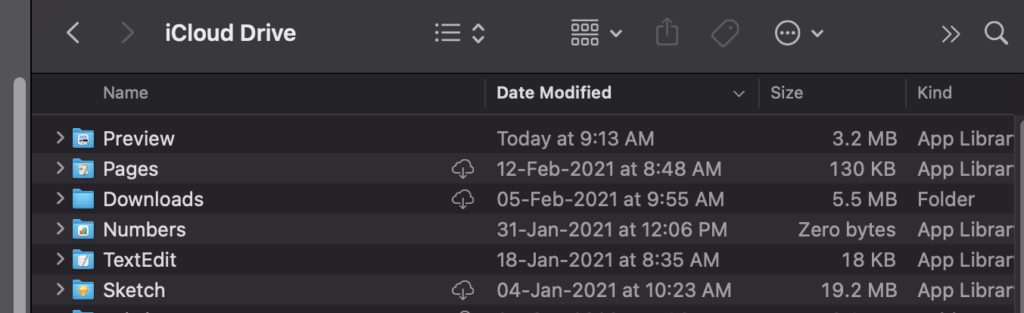 iCloud Drive
Name Date Modified Size Kind
Preview Today at 9:13 AM 3.2 MB App Librar
Pages 12-Feb-2021 at 8:48 AM 130 KB App Librar
Downloads 05-Feb-2021 at 9:55 AM 5.5 MB Folder
Numbers 31-Jan-2021 at 12:06 PM Zero bytes App Librar
TextEdit 18-Jan-2021 at 8:35 AM 18 KB App Librar
Sketch 04-Jan-2021 at 10:23 AM 19.2 MB App Librar